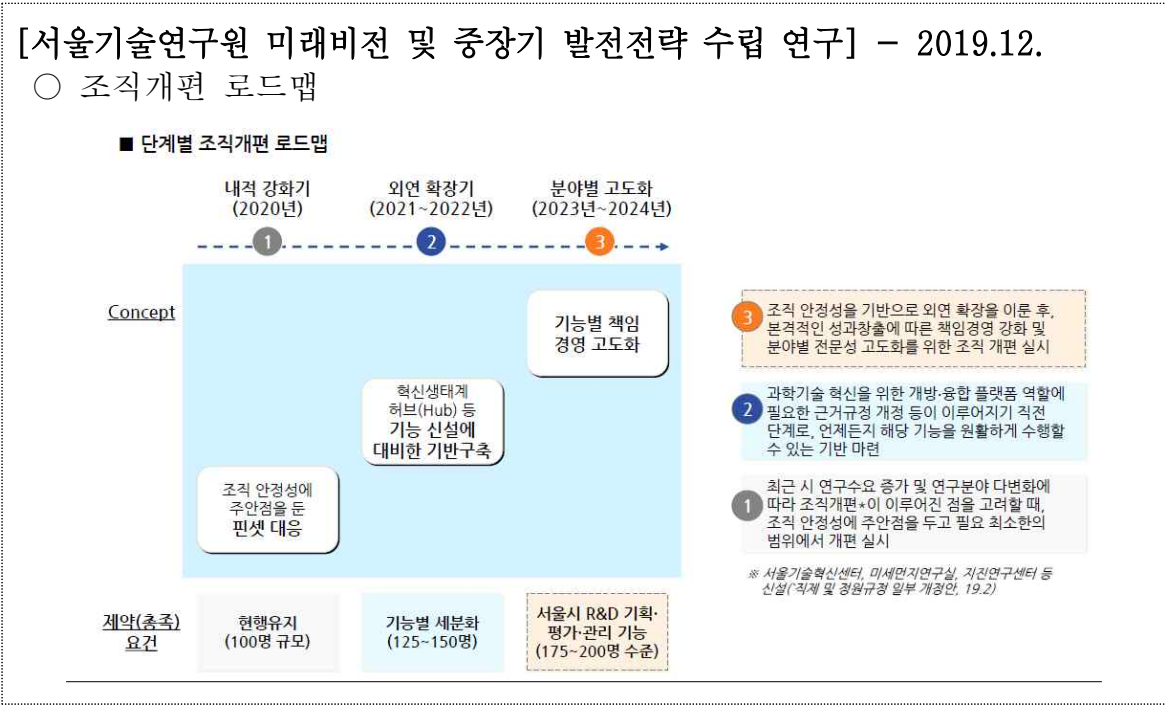 [서울기술연구원 미래비전 및 중장기 발전전략 수립 연구] - 2019.12.
○ 조직개편 로드맵
■ 단계별 조직개편 로드맵
내적 강화기
(2020년)
외연 확장기
(2021~2022년)
분야별 고도화
(2023년~2024년)
1
2
3
Concept
기능별 책임
경영 고도화
혁신생태계
허브(Hub) 등
기능 신설에
대비한 기반구축
조직 안정성에
주안점을 둔
핀셋 대응
3
조직 안정성을 기반으로 외연 확장을 이룬 후,
본격적인 성과창출에 따른 책임경영 강화 및
분야별 전문성 고도화를 위한 조직 개편 실시
2
과학기술 혁신을 위한 개방·융합 플랫폼 역할에
필요한 근거규정 개정 등이 이루어지기 직전
단계로, 언제든지 해당 기능을 원활하게 수행할
수 있는 기반 마련
1
최근 시 연구수요 증가 및 연구분야 다변화에
따라 조직개편*이 이루어진 점을 고려할 때,
조직 안정성에 주안점을 두고 필요 최소한의
범위에서 개편 실시
※ 서울기술혁신센터, 미세먼지연구실, 지진연구센터 등
신설(「직제 및 정원규정 일부 개정안, 19.2)
제약(충족)
요건
현행유지
(100명 규모)
기능별 세분화
(125~150명)
서울시 R&D 기획·
평가·관리 기능
(175~200명 수준)